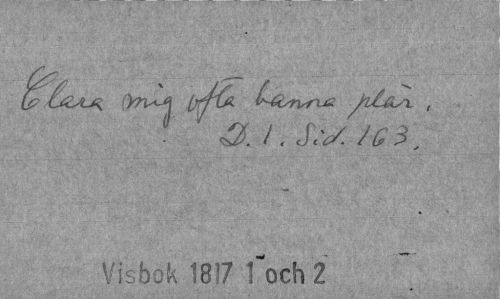 Clara mig ofta banna plär.
D. 1. Sid. 163.
Visbok 1817 1 och 2